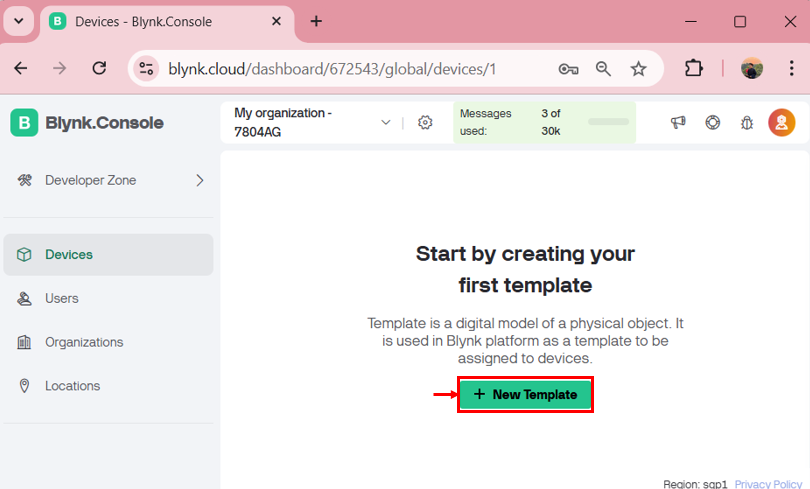 Devices - Blynk.Console
blynk.cloud/dashboard/672543/global/devices/1
B Blynk.Console
My organization -
7804AG
Messages
used:
3 of
30k
Developer Zone
Devices
Users
Organizations
Locations
Start by creating your
first template
Template is a digital model of a physical object. It
is used in Blynk platform as a template to be
assigned to devices.
+ New Template
Region: sgp1 Privacy Policy